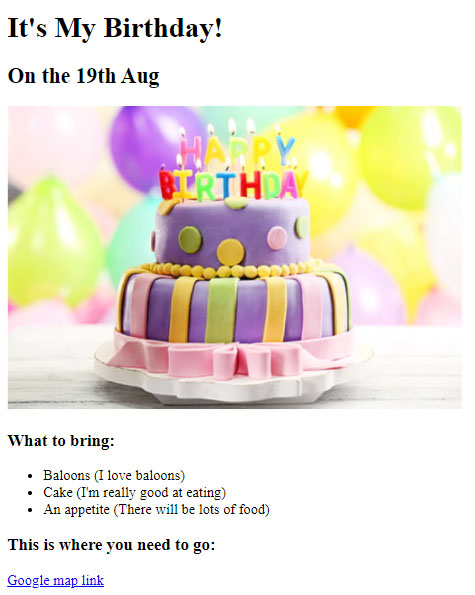 It's My Birthday!
On the 19th Aug
HAPPY
BIRTHDAY
What to bring:
Baloons (I love baloons)
Cake (I'm really good at eating)
An appetite (There will be lots of food)
This is where you need to go:
Google map link